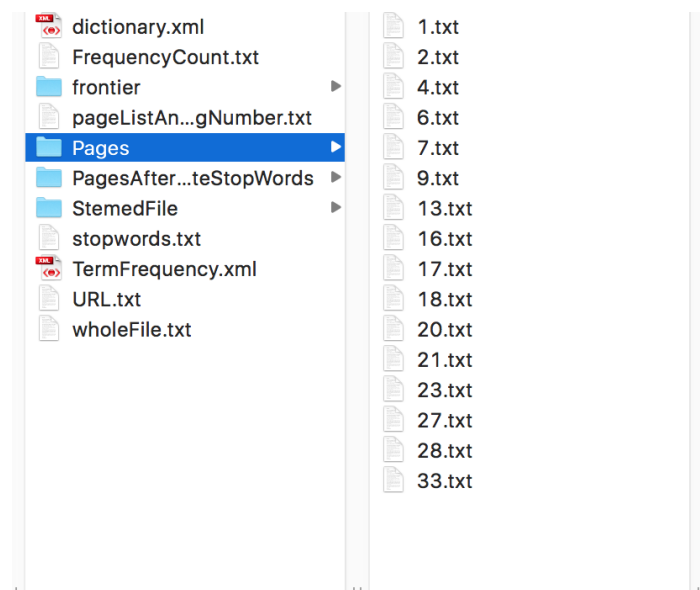 dictionary.xml
FrequencyCount.txt
frontier
pageListAn...gNumber.txt
Pages
PagesAfter...teStopWords
StemedFile
stopwords.txt
TermFrequency.xml
URL.txt
wholeFile.txt
1.txt
2.txt
4.txt
6.txt
7.txt
9.txt
13.txt
16.txt
17.txt
18.txt
20.txt
21.txt
23.txt
27.txt
28.txt
33.txt